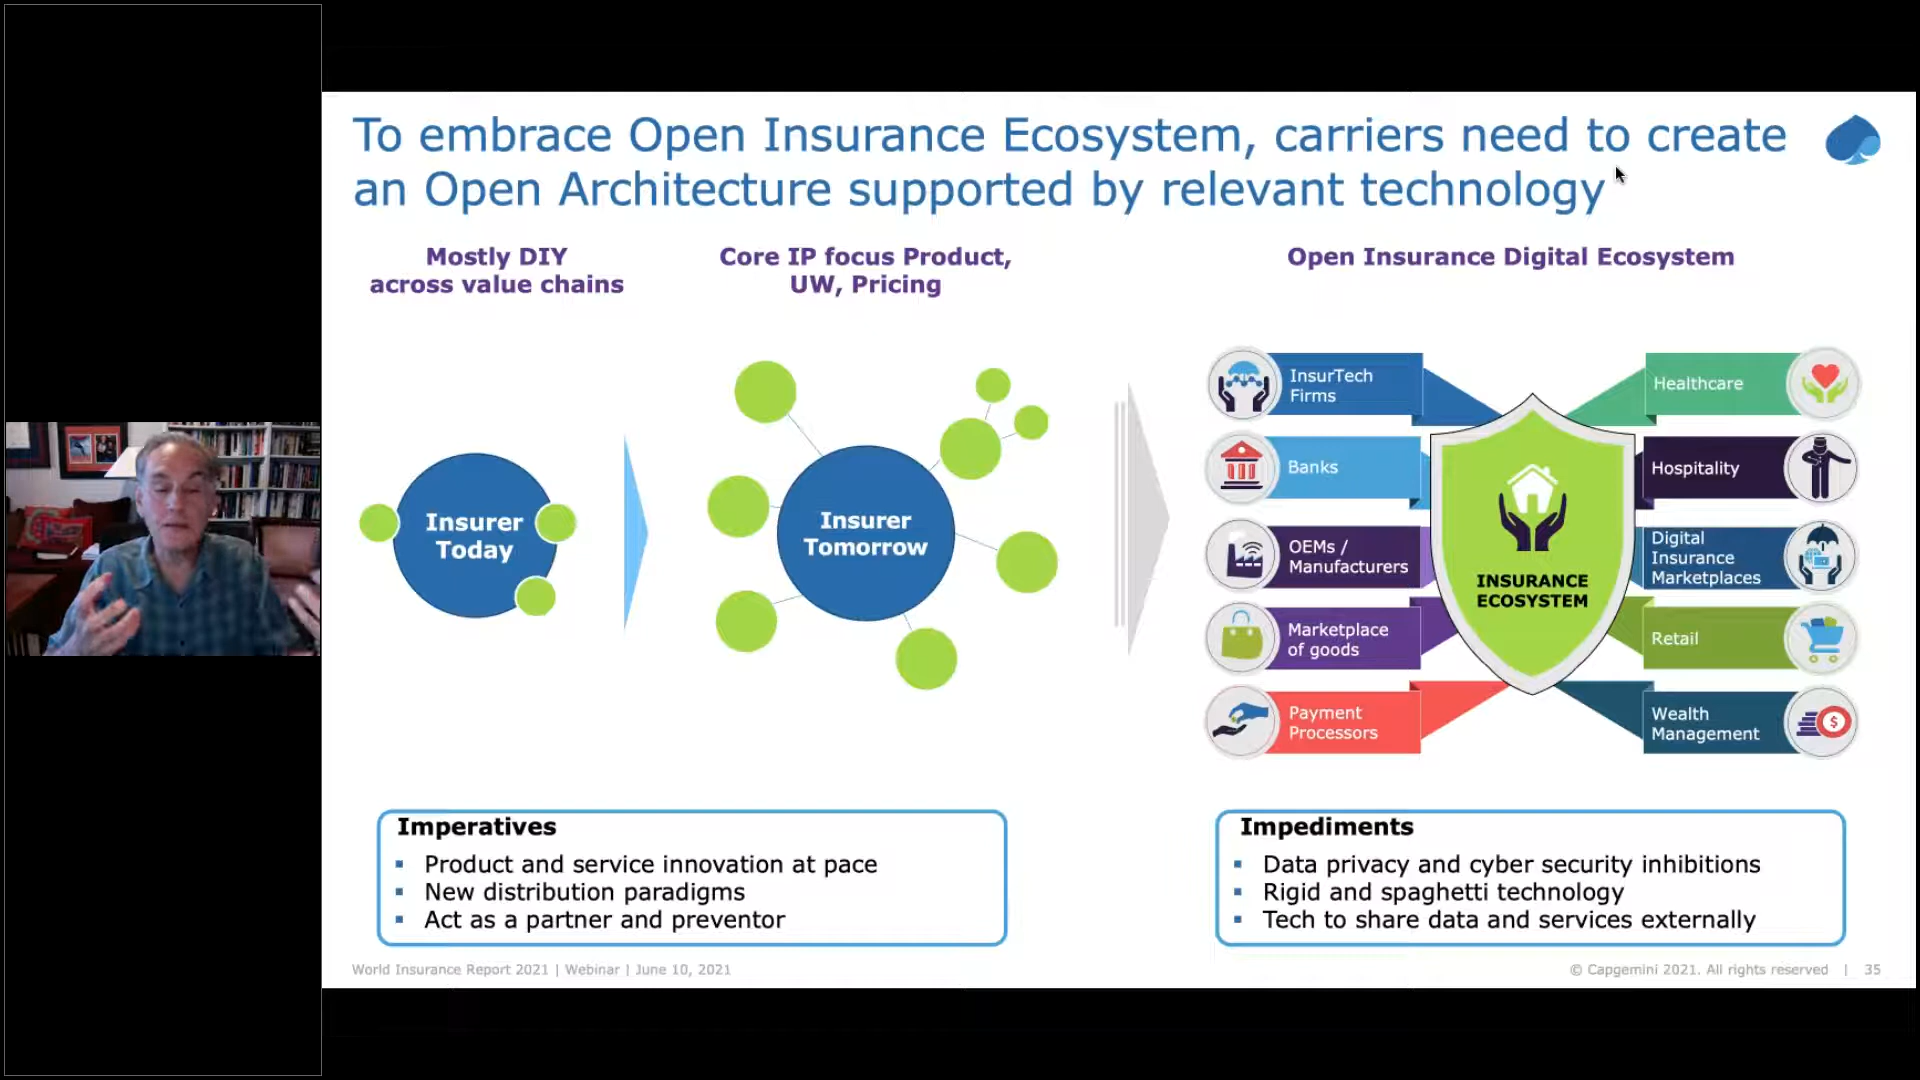 To embrace Open Insurance Ecosystem, carriers need to create
an Open Architecture supported by relevant technology
Mostly DIY
across value chains
Core IP focus Product,
UW, Pricing
Open Insurance Digital Ecosystem
Insurer
Today
Insurer
Tomorrow
InsurTech
Firms
Banks
OEMs /
Manufacturers
Marketplace
of goods
Payment
Processors
INSURANCE
ECOSYSTEM
Healthcare
Hospitality
Digital
Insurance
Marketplaces
Retail
Wealth
Management
$
Imperatives
▪ Product and service innovation at pace
▪ New distribution paradigms
▪ Act as a partner and preventor
Impediments
▪ Data privacy and cyber security inhibitions
▪ Rigid and spaghetti technology
▪ Tech to share data and services externally
World Insurance Report 2021 | Webinar | June 10, 2021
© Capgemini 2021. All rights reserved | 35